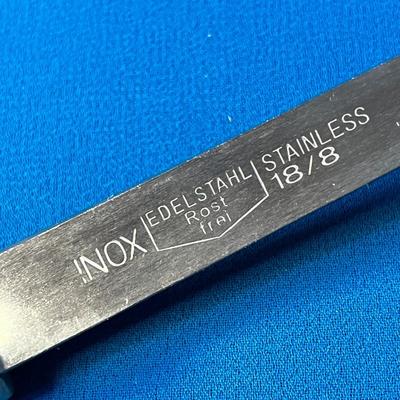 INOX
EDELSTAHL
Rost
frei
STAINLESS
18/8